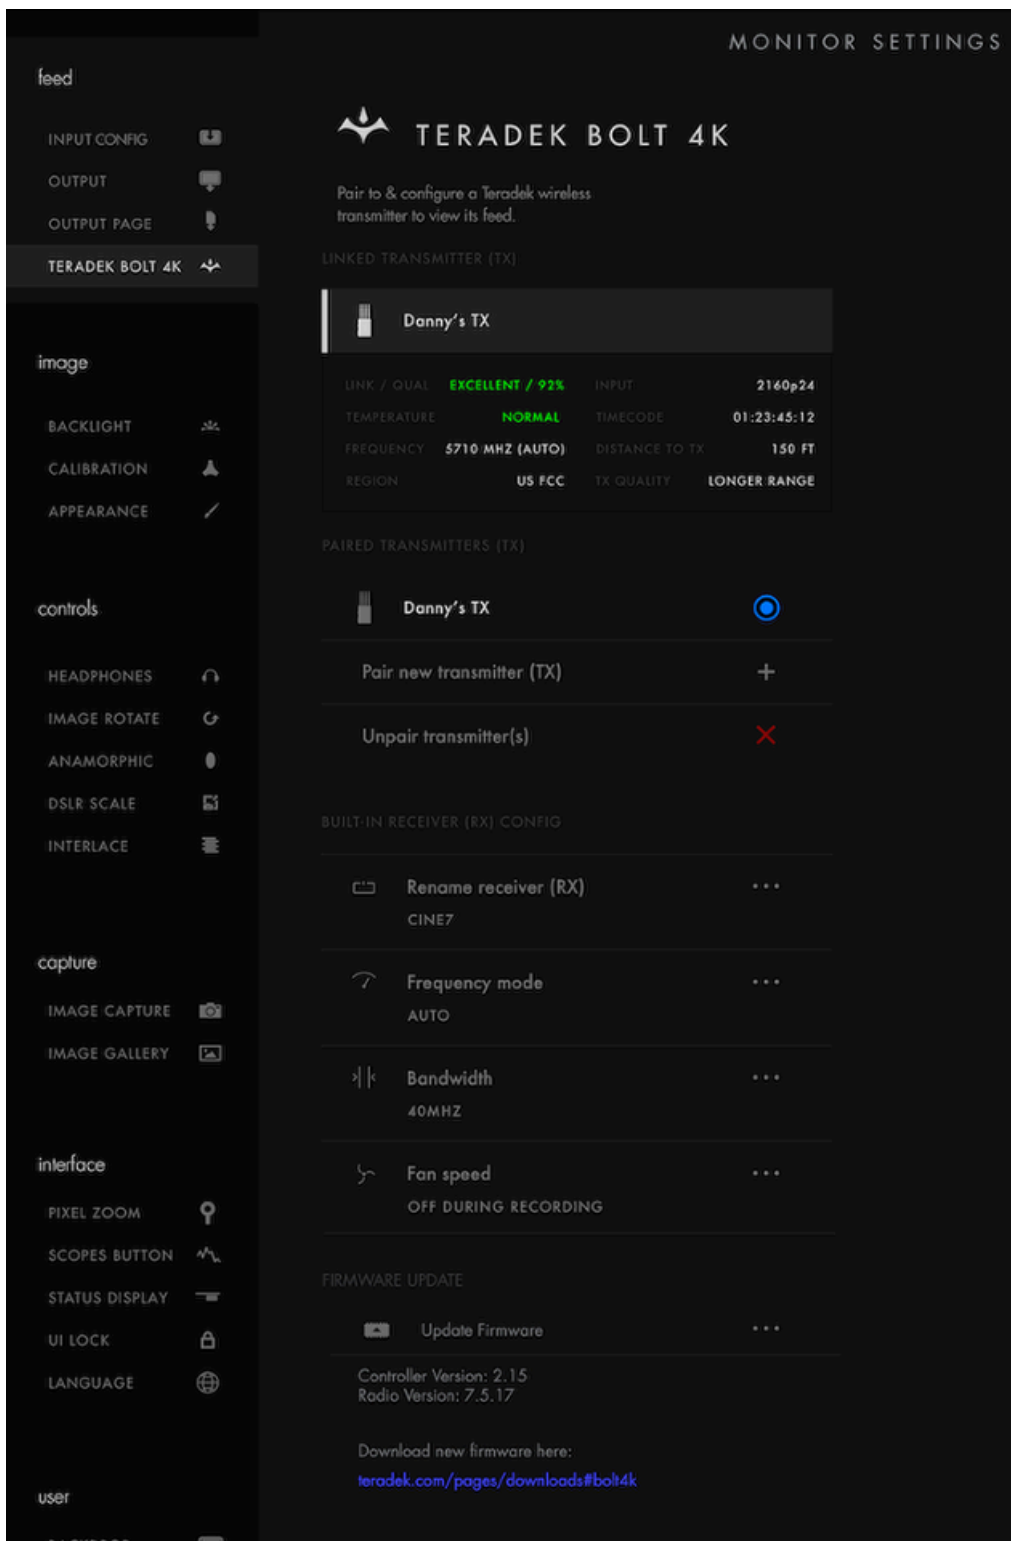 MONITOR SETTINGS
feed
INPUT CONFIG
OUTPUT
OUTPUT PAGE
TERADEK BOLT 4K
image
BACKLIGHT
CALIBRATION
APPEARANCE
controls
HEADPHONES
IMAGE ROTATE
ANAMORPHIC
DSLR SCALE
INTERLACE
capture
IMAGE CAPTURE
IMAGE GALLERY
interface
PIXEL ZOOM
SCOPES BUTTON
STATUS DISPLAY
UI LOCK
LANGUAGE
user
TERADEK BOLT 4K
Pair to & configure a Teradek wireless
transmitter to view its feed.
LINKED TRANSMITTER (TX)
Danny's TX
LINK / QUAL EXCELLENT / 92% INPUT 2160p24
TEMPERATURE NORMAL TIMECODE 01:23:45:12
FREQUENCY 5710 MHZ (AUTO) DISTANCE TO TX 150 FT
REGION US FCC TX QUALITY LONGER RANGE
PAIRED TRANSMITTERS (TX)
Danny's TX
Pair new transmitter (TX)
Unpair transmitter(s)
BUILT-IN RECEIVER (RX) CONFIG
Rename receiver (RX)
CINE7
Frequency mode
AUTO
Bandwidth
40MHZ
Fan speed
OFF DURING RECORDING
FIRMWARE UPDATE
Update Firmware
Controller Version: 2.15
Radio Version: 7.5.17
Download new firmware here:
teradek.com/pages/downloads#bolt4k